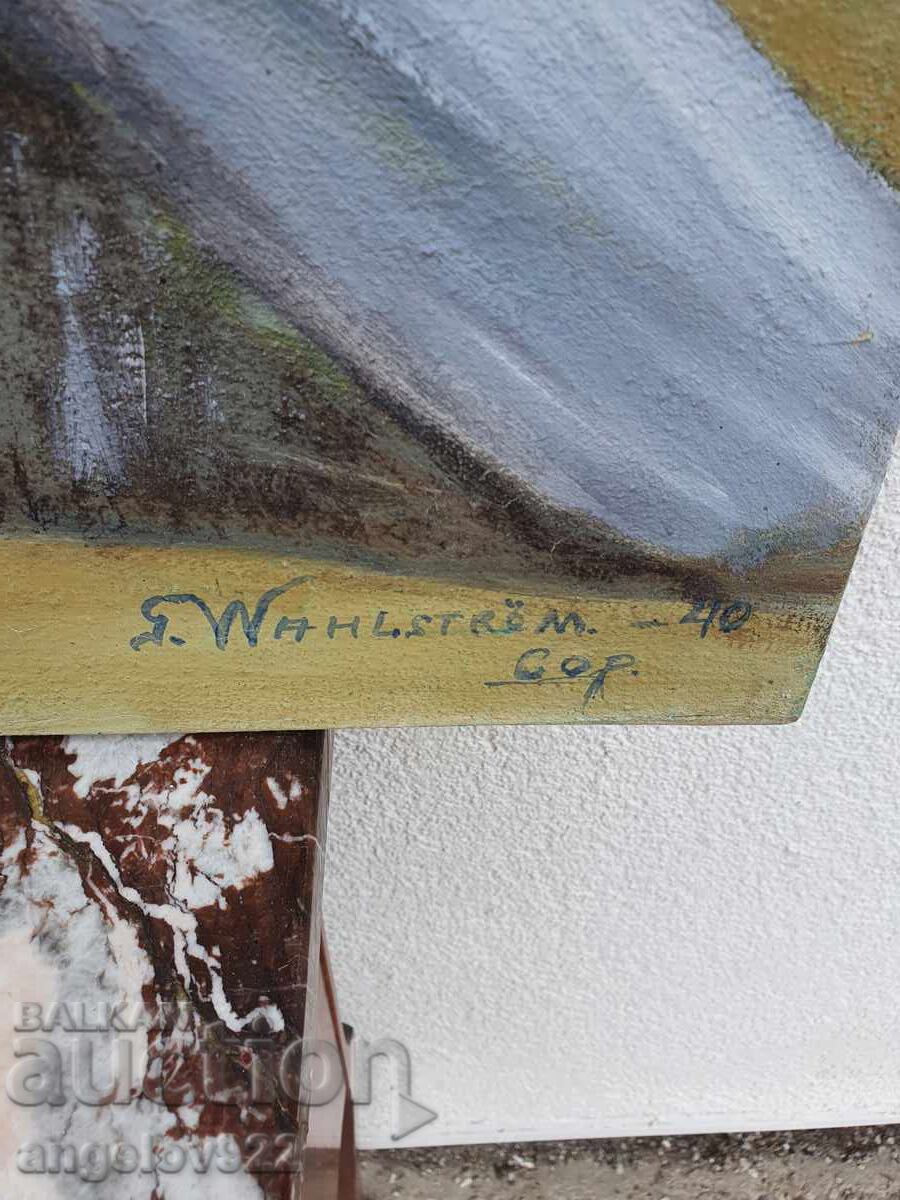 G. WAHLSTRÖM. - 40
Cop.
BALKAN
auction
angelov922